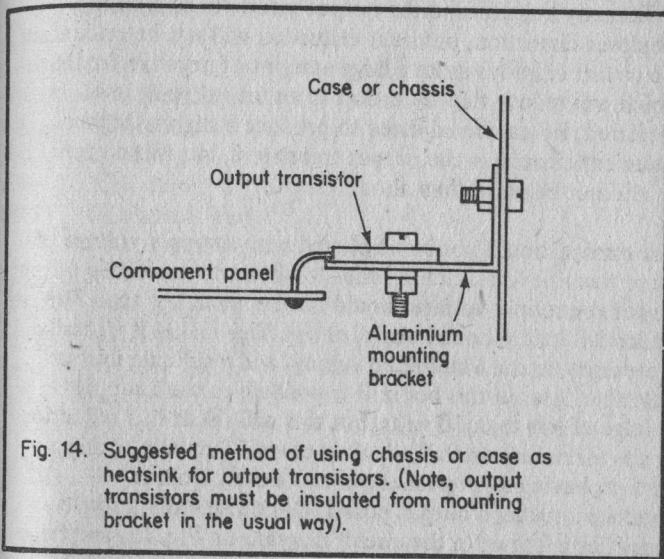 Case or chassis
Output transistor
Component panel
Aluminium
mounting
bracket
Fig. 14. Suggested method of using chassis or case as
heatsink for output transistors. (Note, output
transistors must be insulated from mounting
bracket in the usual way).